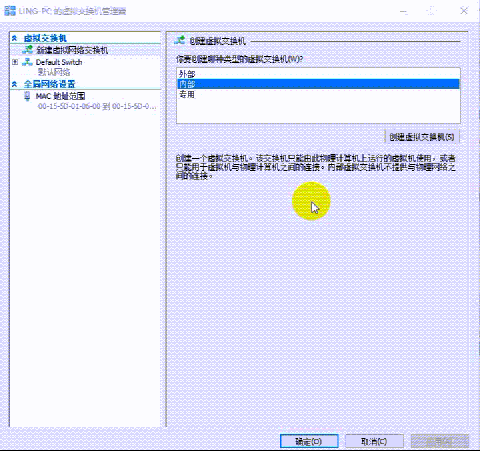 LING-PC 的虚拟交换机管理器
虚拟交换机
新建虚拟网络交换机
Default Switch
默认网络
全局网络设置
MAC 地址范围
00-15-5D-01-06-00 到 00-15-5D-0...
创建虚拟交换机
你要创建哪种类型的虚拟交换机(W)?
外部
内部
专用
创建虚拟交换机(S)
创建一个虚拟交换机。该交换机只能由此物理计算机上运行的虚拟机使用，或者
只能用于虚拟机与物理计算机之间的连接。内部虚拟交换机不提供与物理网络之
间的连接。
确定(O)
取消(C)